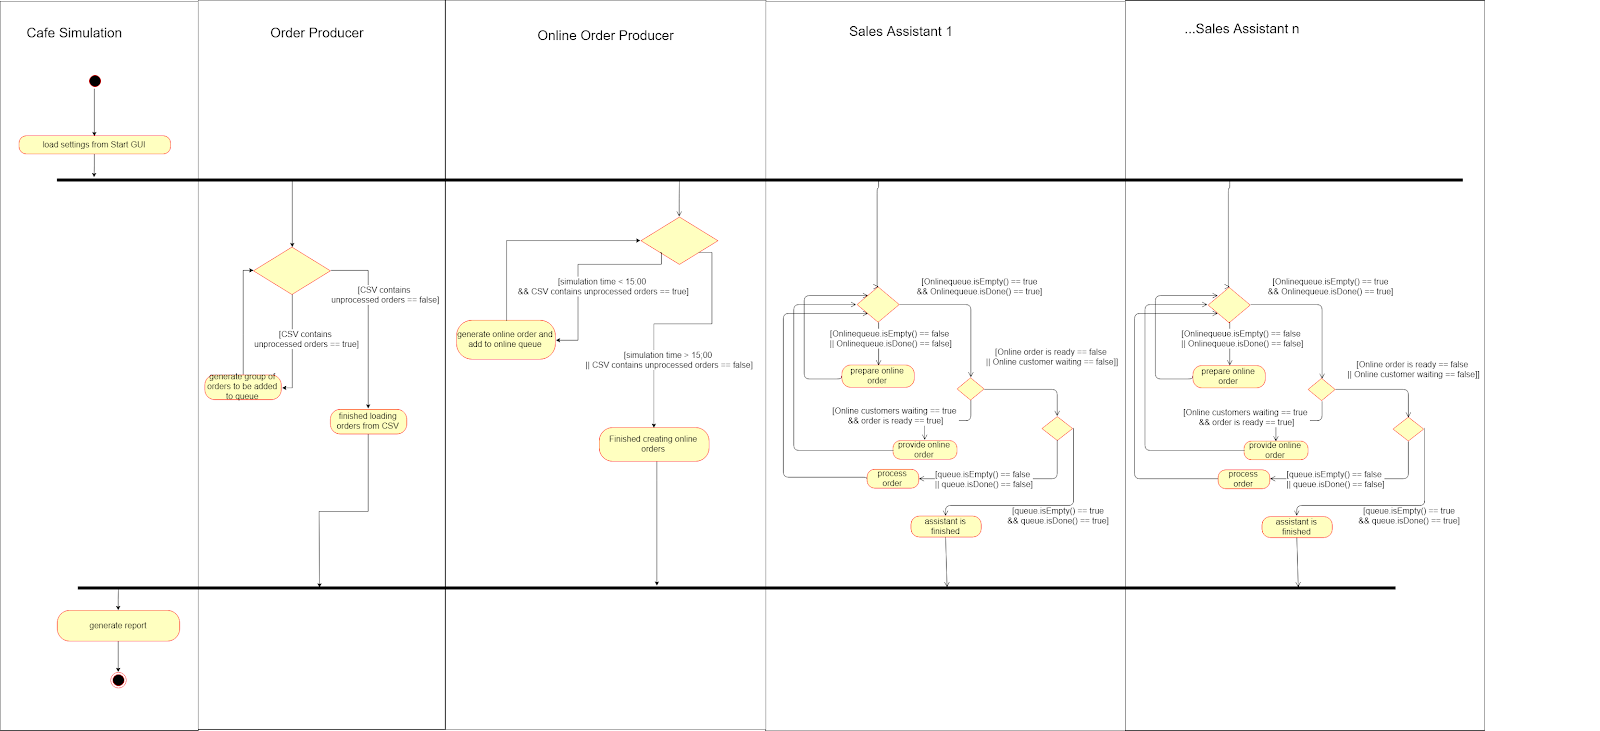 Cafe Simulation
Order Producer
Online Order Producer
Sales Assistant 1
...Sales Assistant n
load settings from Start GUI
[CSV contains
unprocessed orders == false]
[CSV contains
unprocessed orders == true]
generate group of
orders to be added
to queue
finished loading
orders from CSV
[simulation time < 15:00
&& CSV contains unprocessed orders == true]
generate online order and
add to online queue
[simulation time > 15;00
|| CSV contains unprocessed orders == false]
Finished creating online
orders
[Onlinequeue.isEmpty() == true
&& Onlinequeue.isDone() == true]
[Onlinequeue.isEmpty() == false
|| Onlinequeue.isDone() == false]
prepare online
order
[Online order is ready == false
|| Online customer waiting == false]]
[Online customers waiting == true
&& order is ready == true]
provide online
order
process
order
[queue.isEmpty() == false
|| queue.isDone() == false]
[queue.isEmpty() == true
&& queue.isDone() == true]
assistant is
finished
[Onlinequeue.isEmpty() == true
&& Onlinequeue.isDone() == true]
[Onlinequeue.isEmpty() == false
|| Onlinequeue.isDone() == false]
prepare online
order
[Online order is ready == false
|| Online customer waiting == false]]
[Online customers waiting == true
&& order is ready == true]
provide online
order
process
order
[queue.isEmpty() == false
|| queue.isDone() == false]
[queue.isEmpty() == true
&& queue.isDone() == true]
assistant is
finished
generate report